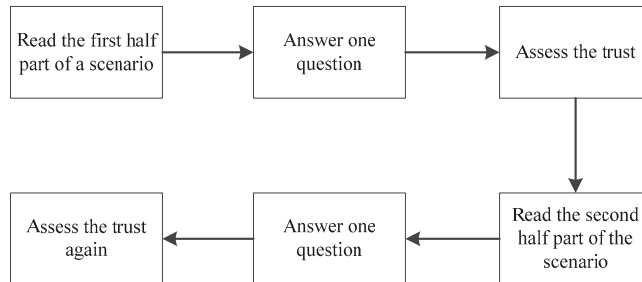 Read the first half
part of a scenario
Answer one
question
Assess the trust
Read the second
half part of the
scenario
Answer one
question
Assess the trust
again